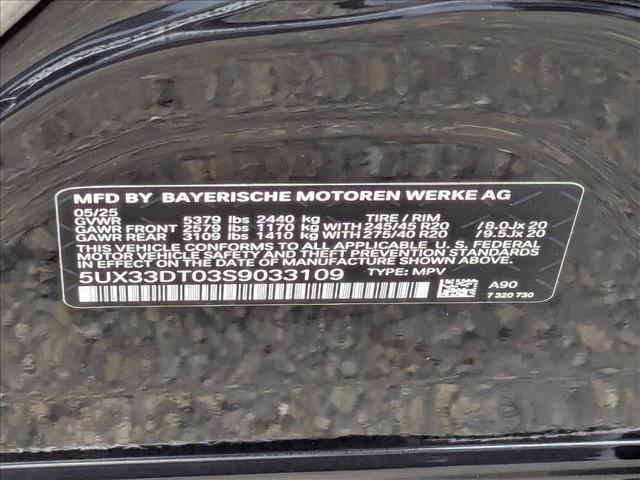 MFD BY BAYERISCHE MOTOREN WERKE AG
05/25
GVWR 5379 lbs 2440 kg TIRE / RIM
GAWR FRONT 2579 lbs 1170 kg WITH 245/45 R20 /8.0Jx 20
GAWR REAR 3109 lbs 1410 kg WITH 275/40 R20 /9.5Jx 20
THIS VEHICLE CONFORMS TO ALL APPLICABLE U. S. FEDERAL
MOTOR VEHICLE SAFETY AND THEFT PREVENTION STANDARDS
IN EFFECT ON THE DATE OF MANUFACTURE SHOWN ABOVE.
5UX33DT03S9033109 TYPE: MPV
A90
7 320 730